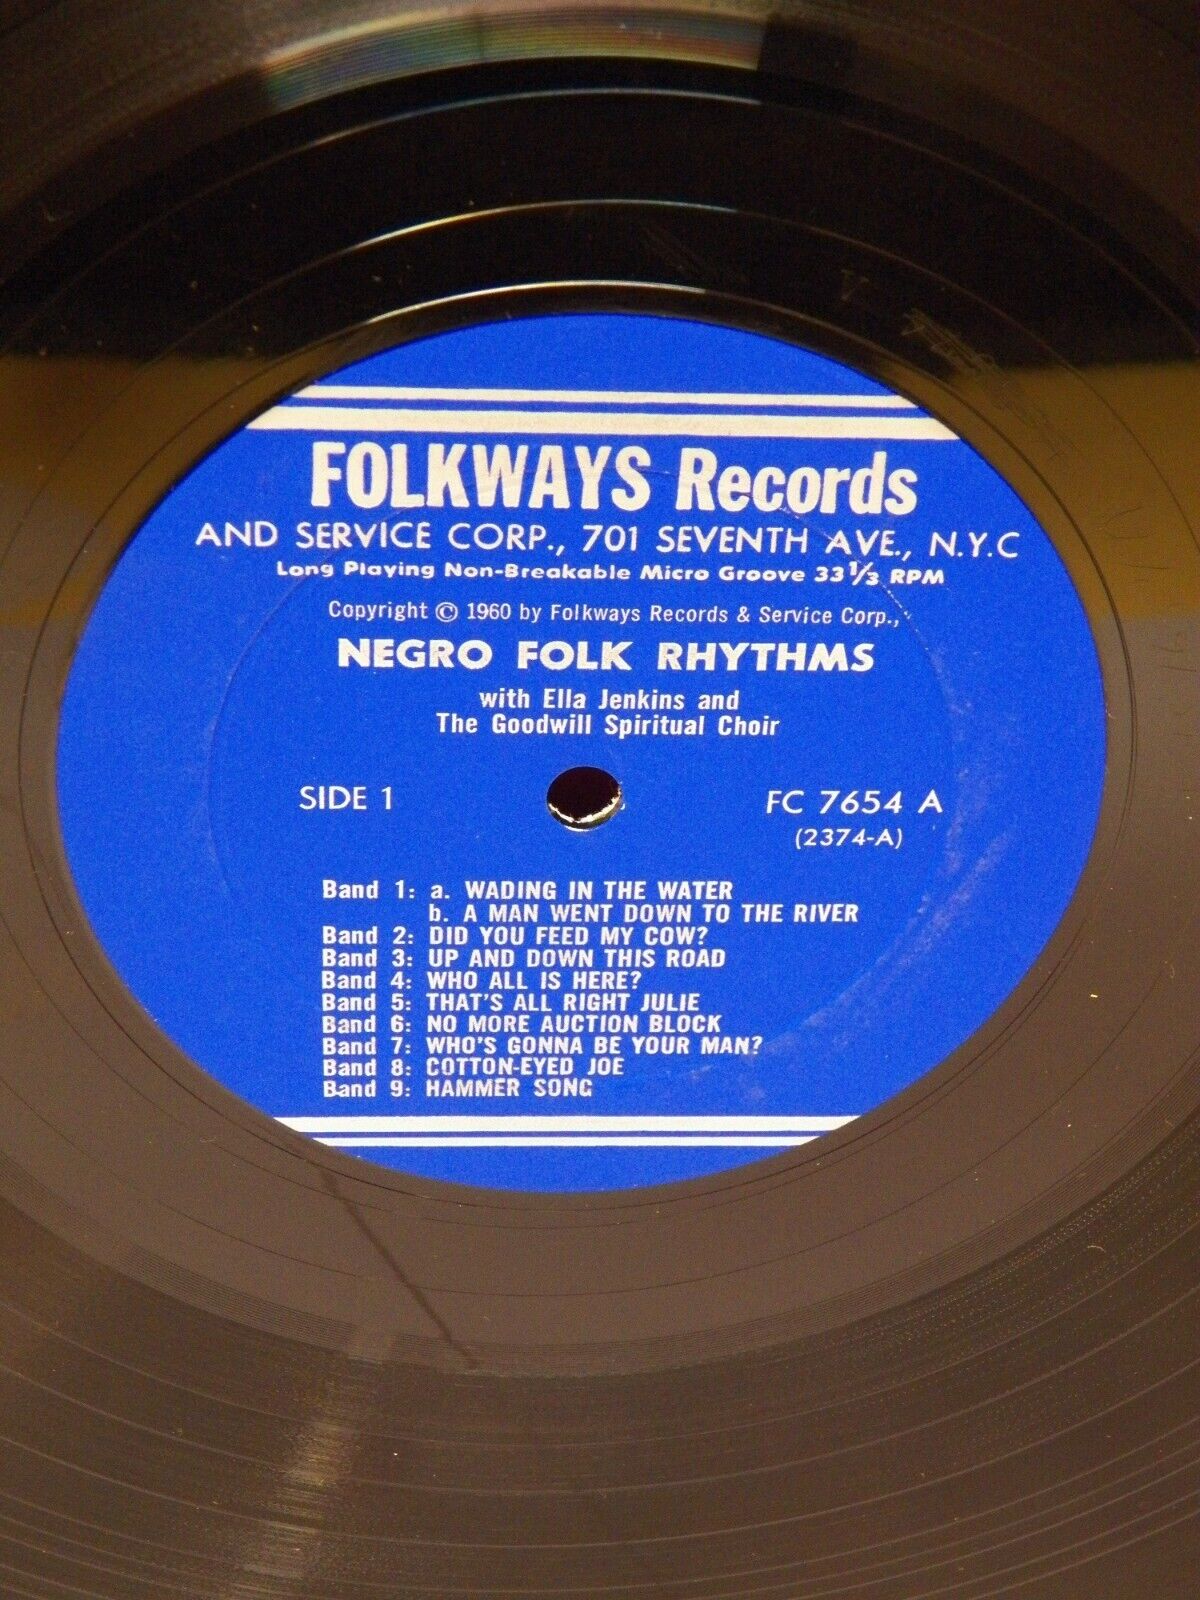 FOLKWAYS Records
AND SERVICE CORP., 701 SEVENTH AVE., N.Y.C
Long Playing Non-Breakable Micro Groove 33 1/3 RPM
Copyright © 1960 by Folkways Records & Service Corp.,
NEGRO FOLK RHYTHMS
with Ella Jenkins and
The Goodwill Spiritual Choir
SIDE 1 FC 7654 A
(2374-A)
Band 1: a. WADING IN THE WATER
b. A MAN WENT DOWN TO THE RIVER
Band 2: DID YOU FEED MY COW?
Band 3: UP AND DOWN THIS ROAD
Band 4: WHO ALL IS HERE?
Band 5: THAT'S ALL RIGHT JULIE
Band 6: NO MORE AUCTION BLOCK
Band 7: WHO'S GONNA BE YOUR MAN?
Band 8: COTTON-EYED JOE
Band 9: HAMMER SONG